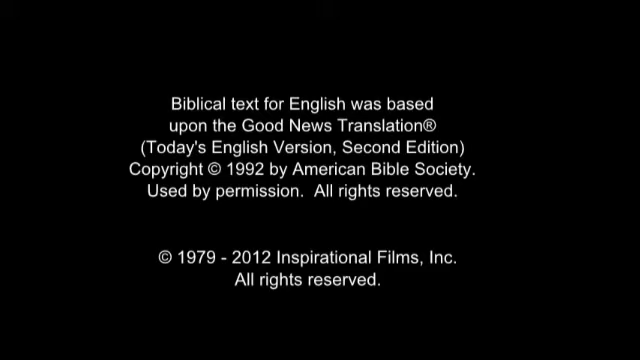 Biblical text for English was based
upon the Good News Translation®
(Today's English Version, Second Edition)
Copyright © 1992 by American Bible Society.
Used by permission.  All rights reserved.
© 1979 - 2012 Inspirational Films, Inc.
All rights reserved.